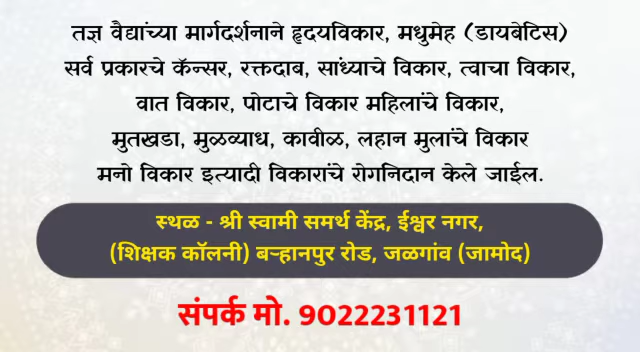 तज्ञ वैद्यांच्या मार्गदर्शनाने हृदयविकार, मधुमेह (डायबेटिस)
सर्व प्रकारचे कॅन्सर, रक्तदाब, सांध्याचे विकार, त्वाचा विकार,
वात विकार, पोटाचे विकार महिलांचे विकार,
मुतखडा, मुळव्याध, कावीळ, लहान मुलांचे विकार
मनो विकार इत्यादी विकारांचे रोगनिदान केले जाईल.
स्थळ - श्री स्वामी समर्थ केंद्र, ईश्वर नगर,
(शिक्षक कॉलनी) बऱ्हानपुर रोड, जळगांव (जामोद)
संपर्क मो. 9022231121